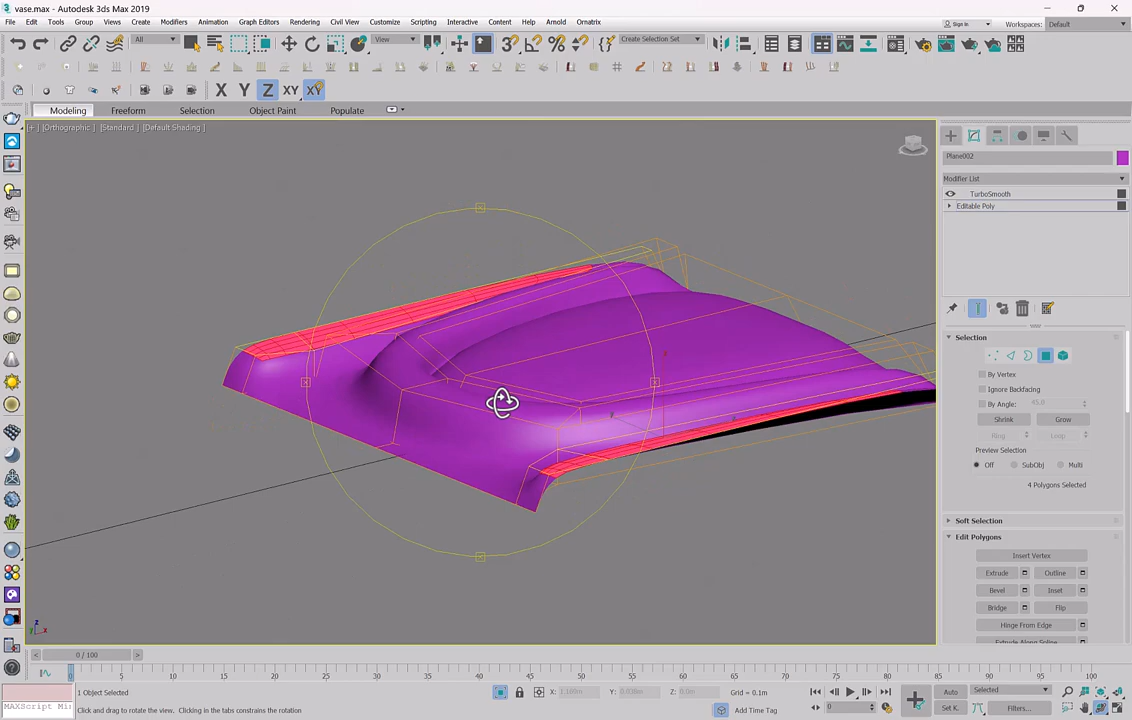 vase.max - Autodesk 3ds Max 2019
File Edit Tools Group Views Create Modifiers Animation Graph Editors Rendering Civil View Customize Scripting Interactive Content Help Arnold Ornatrix Sign In Workspaces: Default
All View Create Selection Set
X Y Z XY XY
Modeling Freeform Selection Object Paint Populate
[+] [Orthographic] [Standard] [Default Shading]
Plane002
Modifier List
TurboSmooth
Editable Poly
Selection
By Vertex
Ignore Backfacing
By Angle: 45.0
Shrink Grow
Ring Loop
Preview Selection
Off SubObj Multi
4 Polygons Selected
Soft Selection
Edit Polygons
Insert Vertex
Extrude Outline
Bevel Inset
Bridge Flip
Hinge From Edge
Extrude Along Spline
0 / 100
0 5 10 15 20 25 30 35 40 45 50 55 60 65 70 75 80 85 90 95 100
1 Object Selected X: 1.100m Y: 0.038m Z: 0.0m Grid = 0.1m Auto Selected
MAXScript Mi Click and drag to rotate the view. Clicking in the tabs constrains the rotation Add Time Tag 0 Set K. Filters...